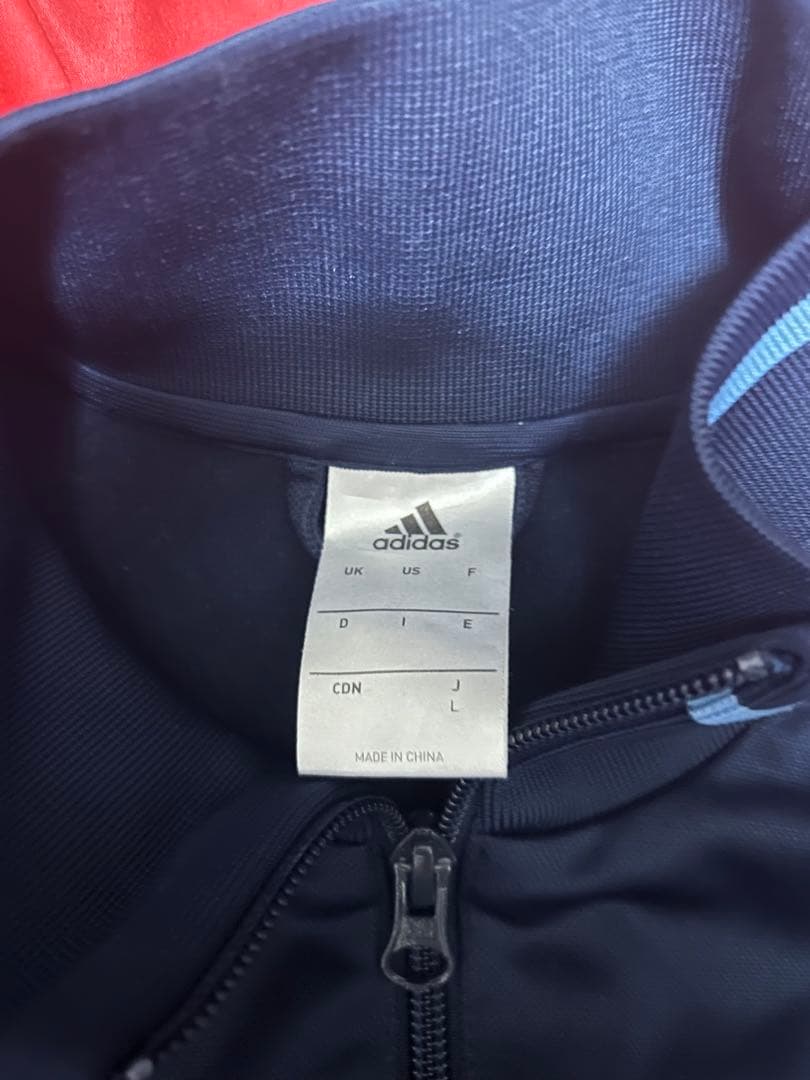 adidas®
UK US F
D I E
CDN J
L
MADE IN CHINA